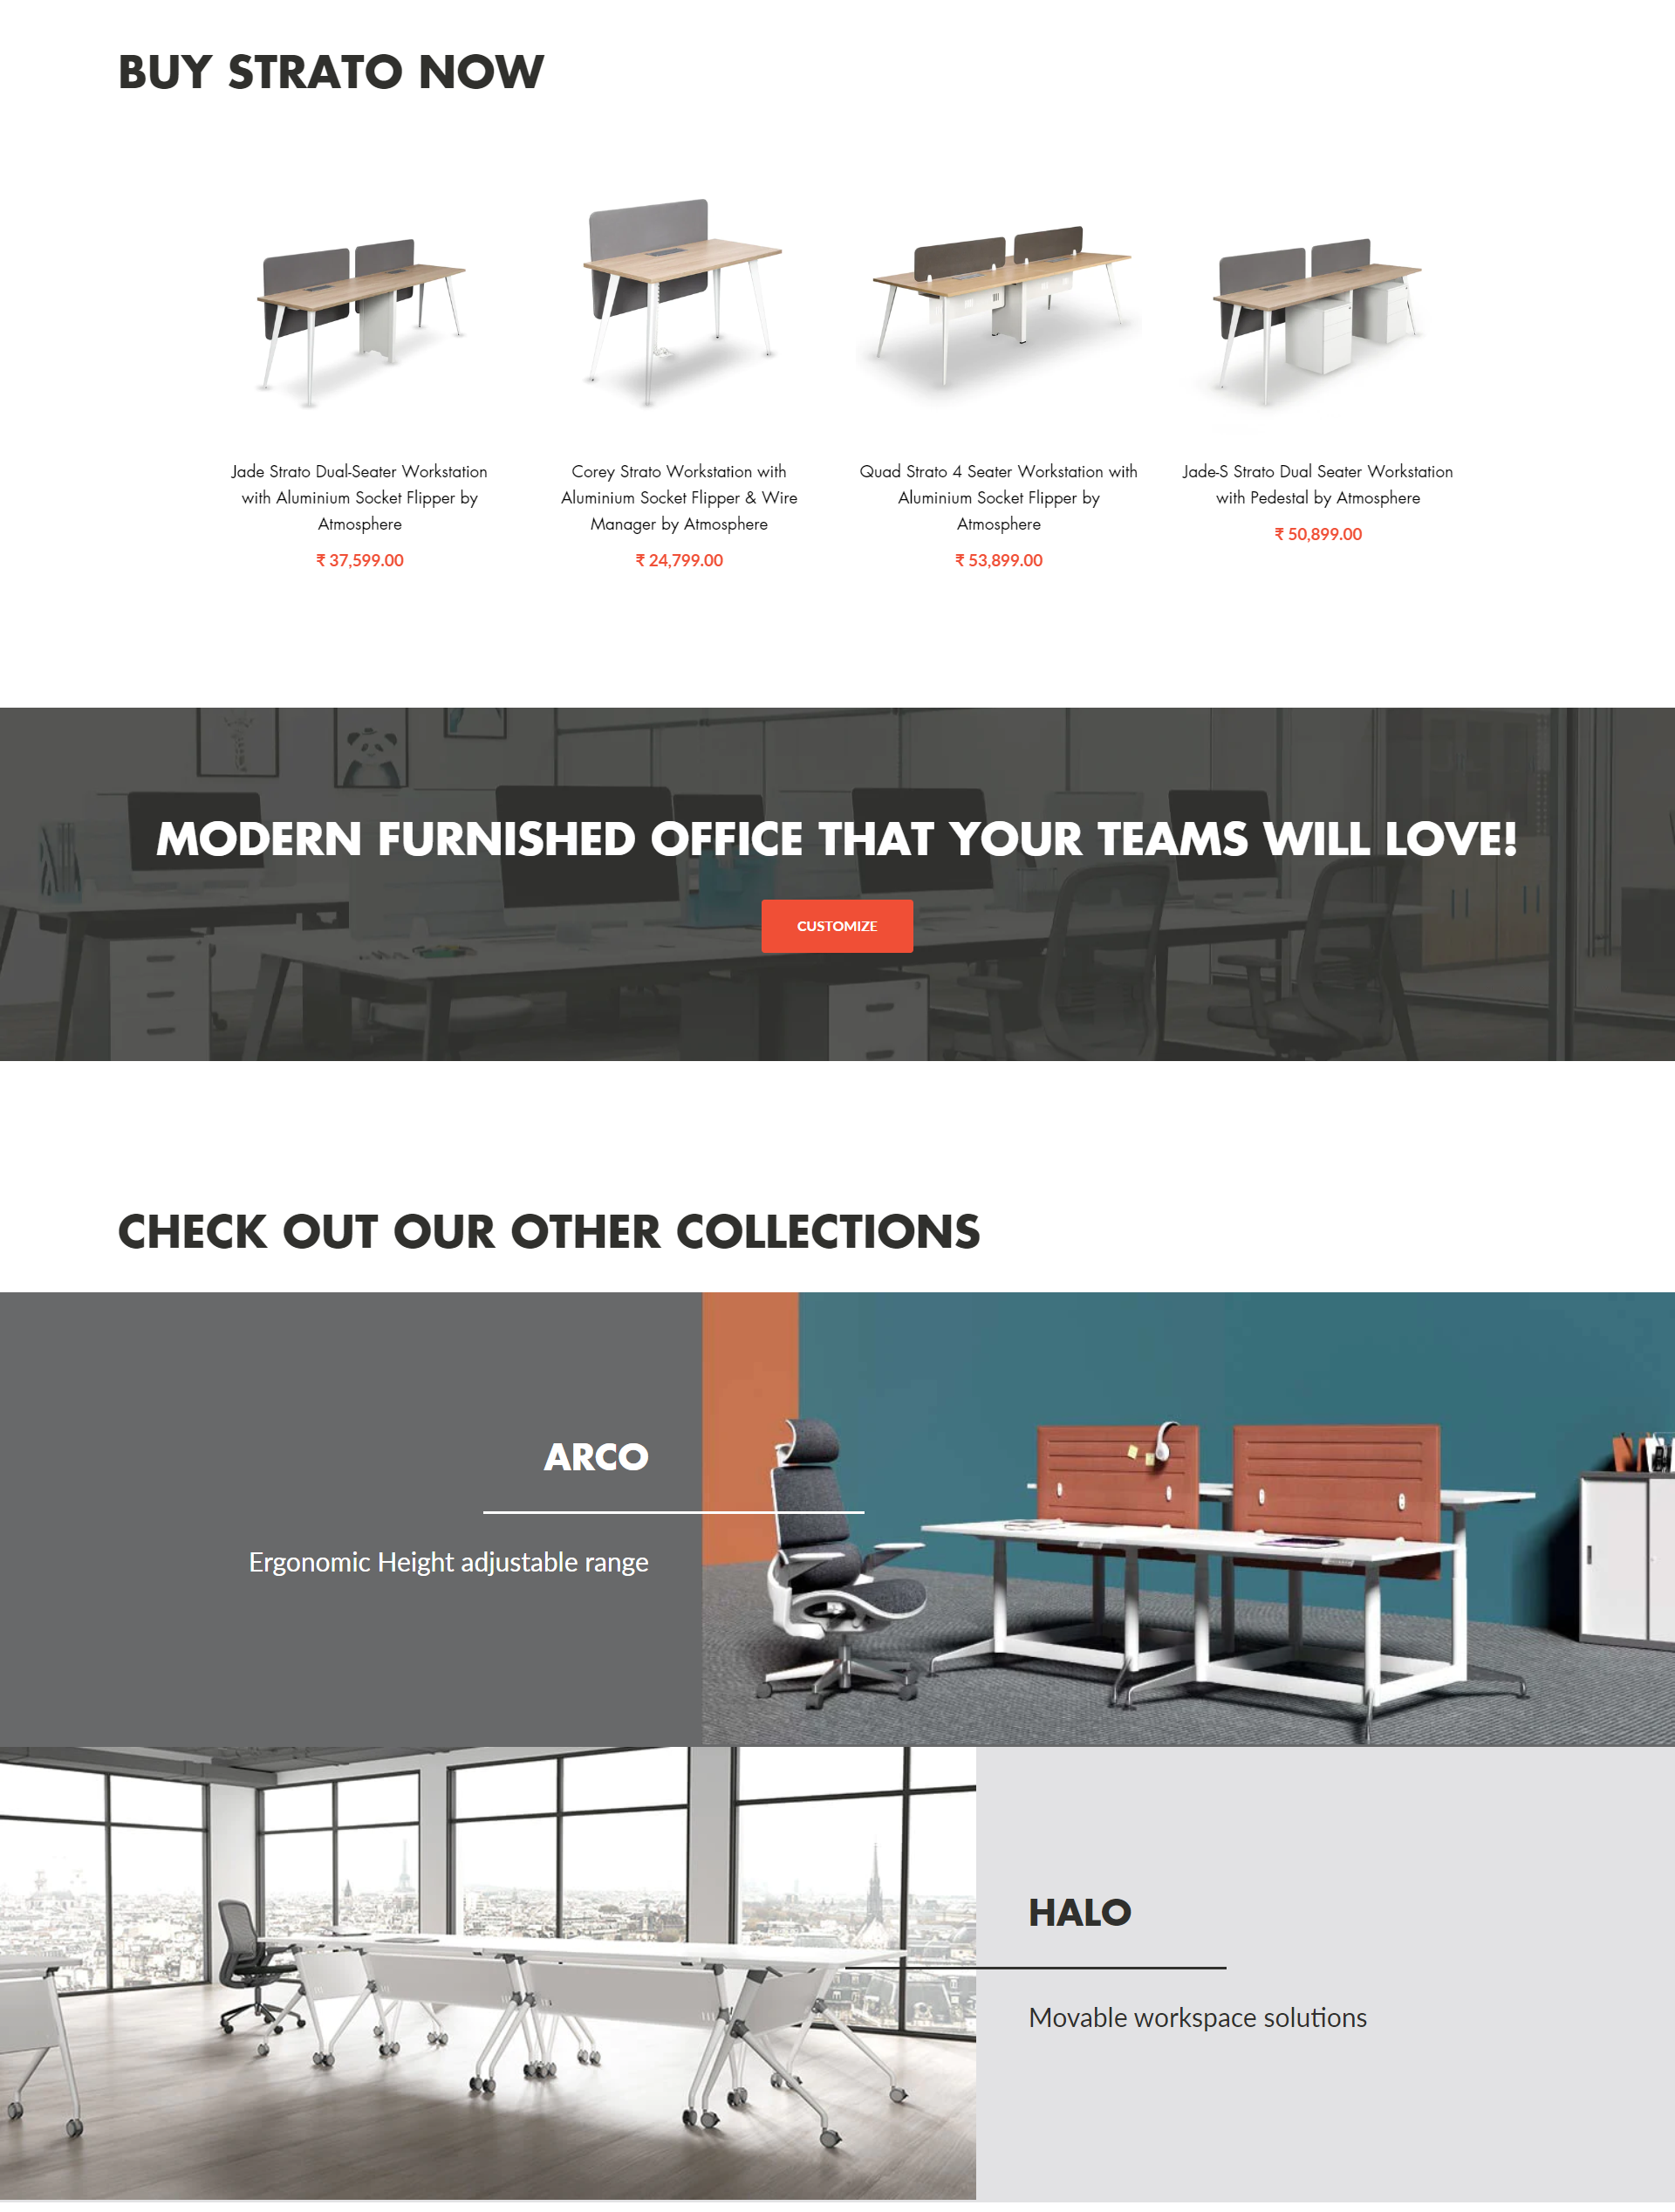 BUY STRATO NOW
Jade Strato Dual-Seater Workstation
with Aluminium Socket Flipper by
Atmosphere
₹ 37,599.00
Corey Strato Workstation with
Aluminium Socket Flipper & Wire
Manager by Atmosphere
₹ 24,799.00
Quad Strato 4 Seater Workstation with
Aluminium Socket Flipper by
Atmosphere
₹ 53,899.00
Jade-S Strato Dual Seater Workstation
with Pedestal by Atmosphere
₹ 50,899.00
MODERN FURNISHED OFFICE THAT YOUR TEAMS WILL LOVE!
CUSTOMIZE
CHECK OUT OUR OTHER COLLECTIONS
ARCO
Ergonomic Height adjustable range
HALO
Movable workspace solutions